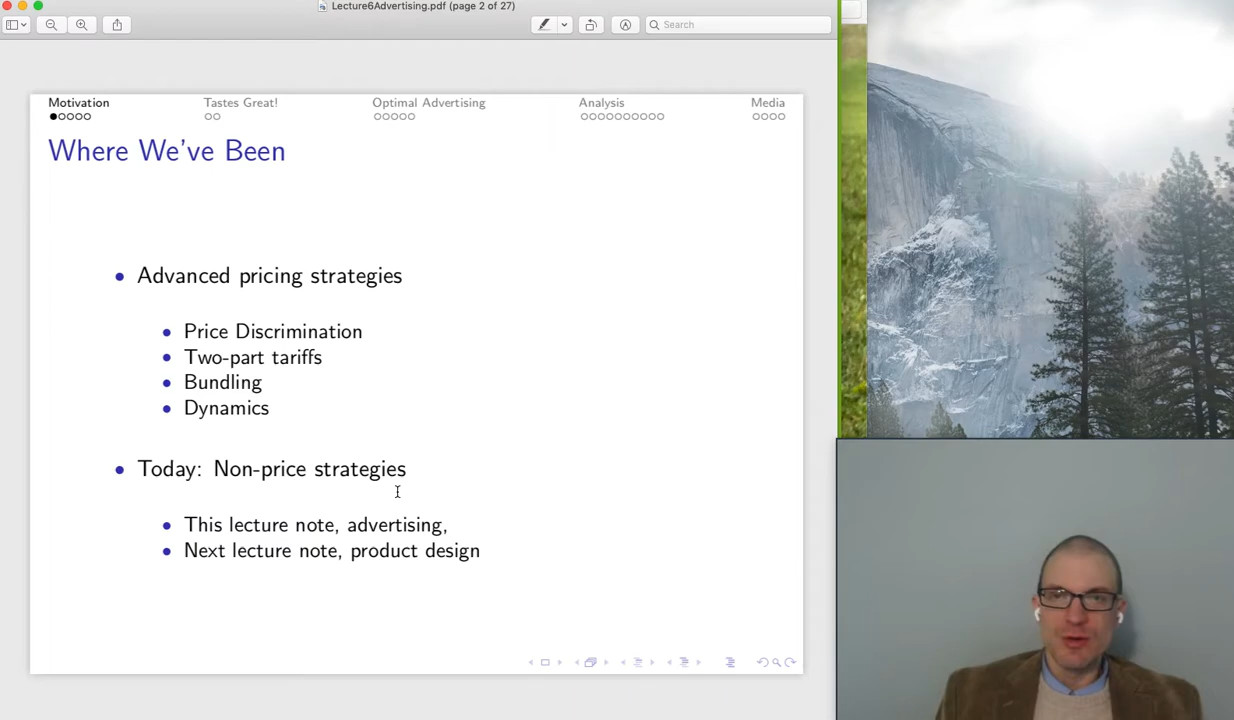 Lecture6Advertising.pdf (page 2 of 27)
Search
Motivation
Tastes Great!
Optimal Advertising
Analysis
Media
Where We've Been
• Advanced pricing strategies
• Price Discrimination
• Two-part tariffs
• Bundling
• Dynamics
• Today: Non-price strategies
• This lecture note, advertising,
• Next lecture note, product design